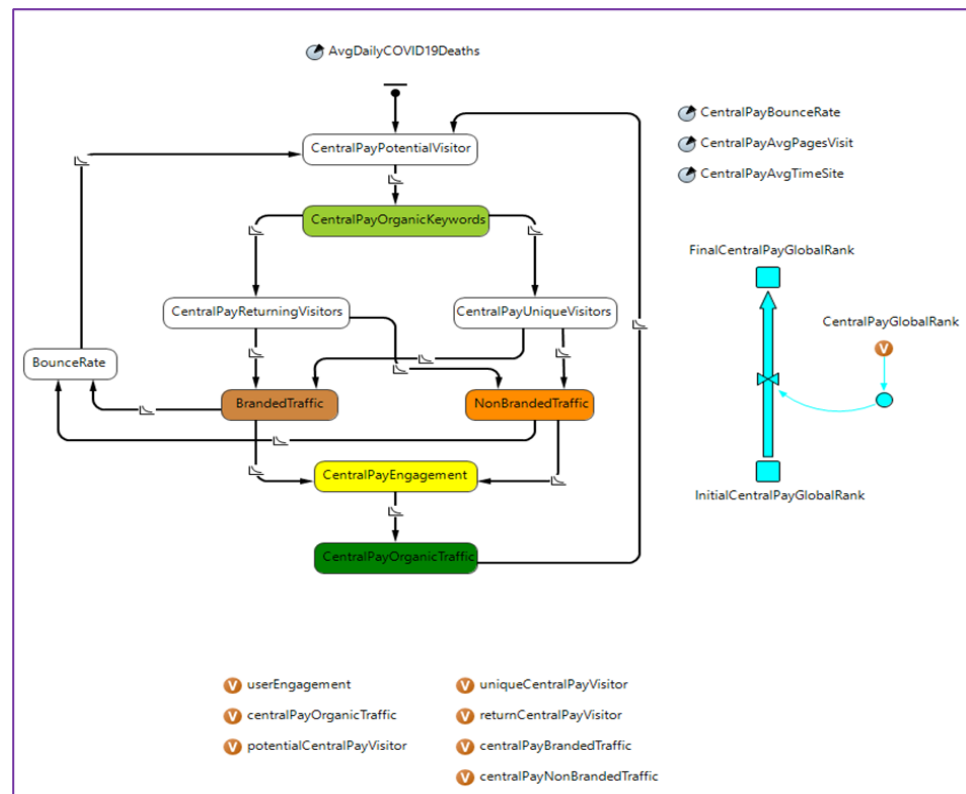 AvgDailyCOVID19Deaths
CentralPayPotentialVisitor
CentralPayBounceRate
CentralPayAvgPagesVisit
CentralPayAvgTimeSite
CentralPayOrganicKeywords
FinalCentralPayGlobalRank
CentralPayReturningVisitors
CentralPayUniqueVisitors
CentralPayGlobalRank
V
BounceRate
BrandedTraffic
NonBrandedTraffic
CentralPayEngagement
InitialCentralPayGlobalRank
CentralPayOrganicTraffic
V userEngagement
V centralPayOrganicTraffic
V potentialCentralPayVisitor
V uniqueCentralPayVisitor
V returnCentralPayVisitor
V centralPayBrandedTraffic
V centralPayNonBrandedTraffic